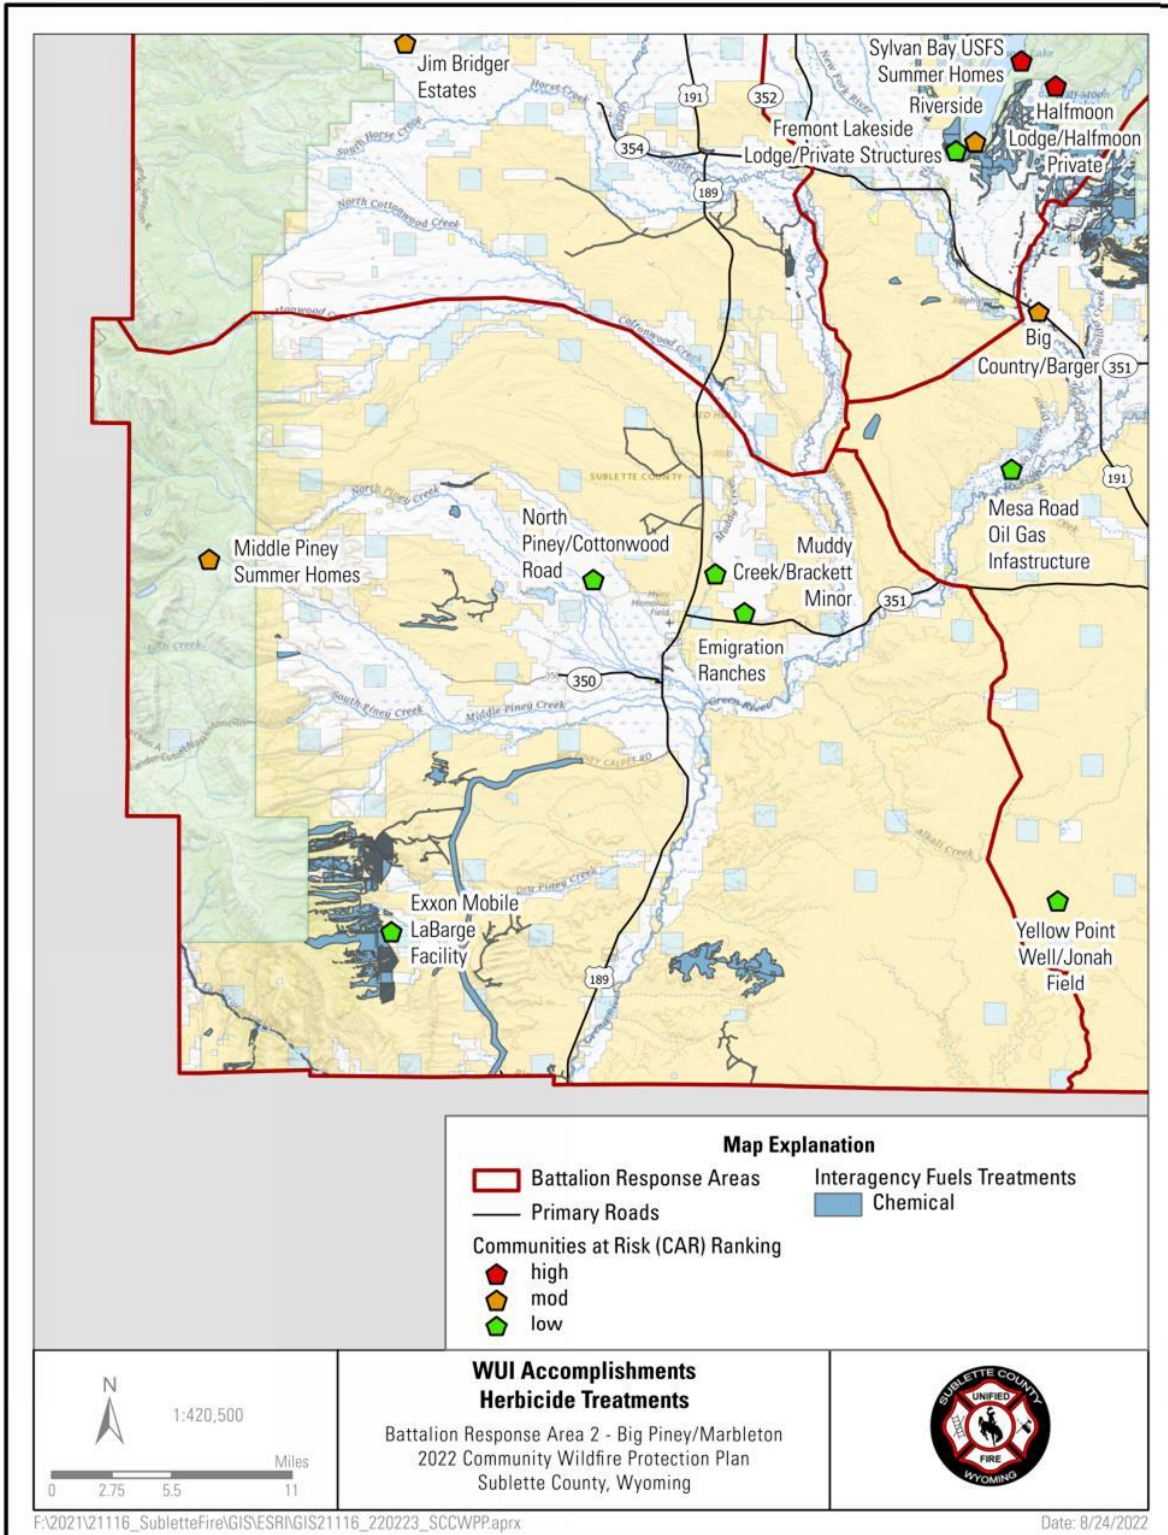 Jim Bridger
Estates
Horse Creek
South Horse Creek
North Cottonwood Creek
191
352
354
189
New Fork River
Sylvan Bay USFS
Summer Homes
Riverside
Fremont Lakeside
Lodge/Private Structures
Halfmoon
Lodge/Halfmoon
Private
Cottonwood Creek
Big
Country/Barger
351
SUBLETTE COUNTY
191
Mesa Road
Oil Gas
Infastructure
North Piney Creek
North
Piney/Cottonwood
Road
Middle Piney
Summer Homes
Muddy
Creek/Brackett
Minor
351
Emigration
Ranches
350
South Piney Creek
Middle Piney Creek
Green River
Alkali Creek
Dry Piney Creek
Exxon Mobile
LaBarge
Facility
189
Yellow Point
Well/Jonah
Field
Map Explanation
Battalion Response Areas
Primary Roads
Communities at Risk (CAR) Ranking
high
mod
low
Interagency Fuels Treatments
Chemical
N
1:420,500
Miles
0 2.75 5.5 11
WUI Accomplishments
Herbicide Treatments
Battalion Response Area 2 - Big Piney/Marbleton
2022 Community Wildfire Protection Plan
Sublette County, Wyoming
SUBLETTE COUNTY
UNIFIED
FIRE
WYOMING
F:\2021\21116_SubletteFire\GIS\ESRI\GIS21116_220223_SCCWPP.aprx
Date: 8/24/2022